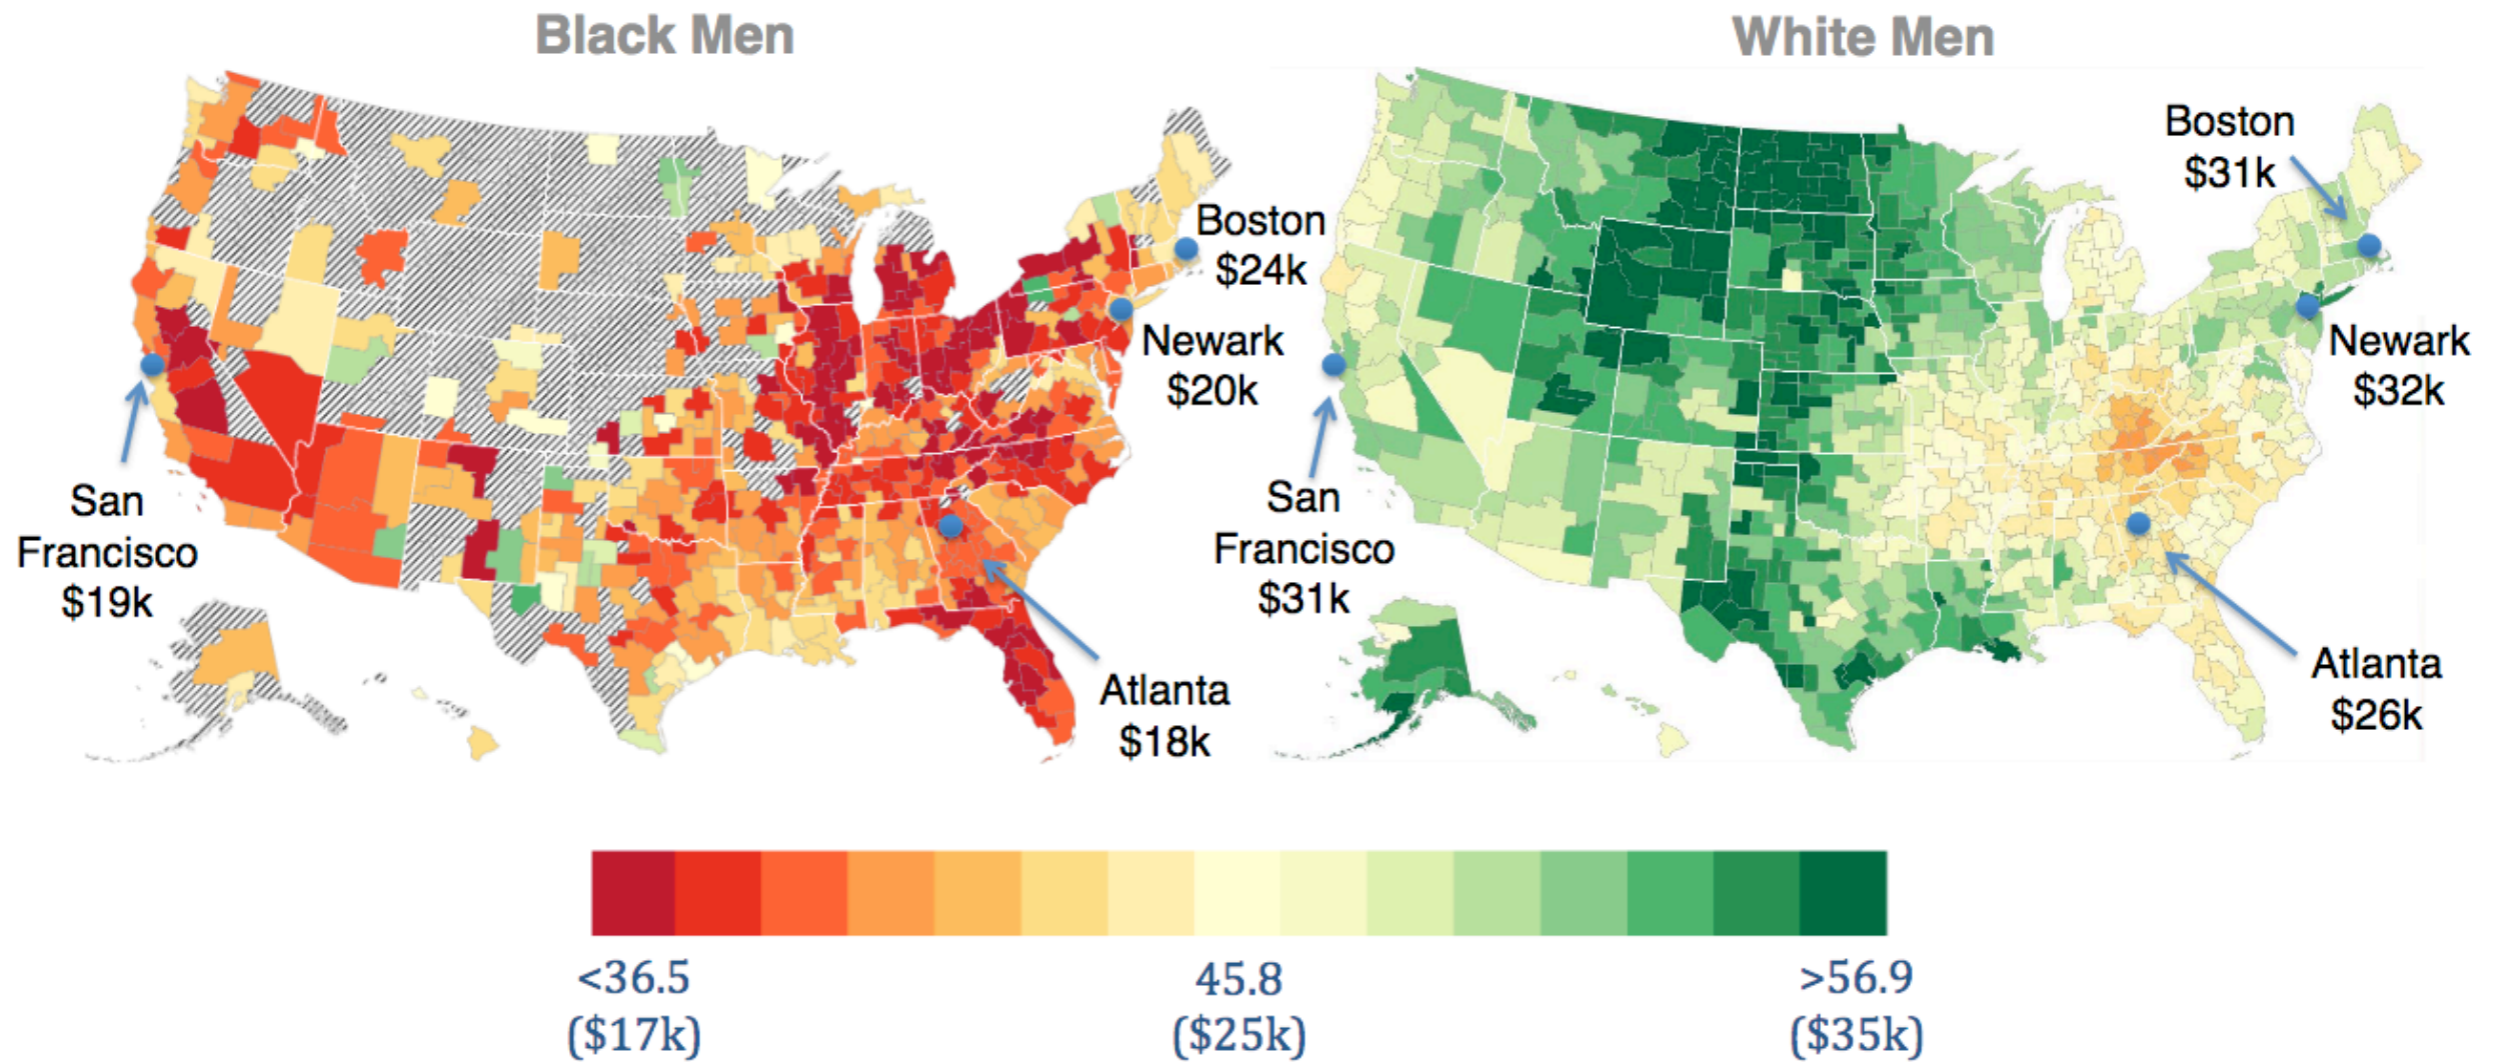 Black Men
Boston
$24k
Newark
$20k
San
Francisco
$19k
Atlanta
$18k
White Men
Boston
$31k
Newark
$32k
San
Francisco
$31k
Atlanta
$26k
<36.5 45.8 >56.9
($17k) ($25k) ($35k)